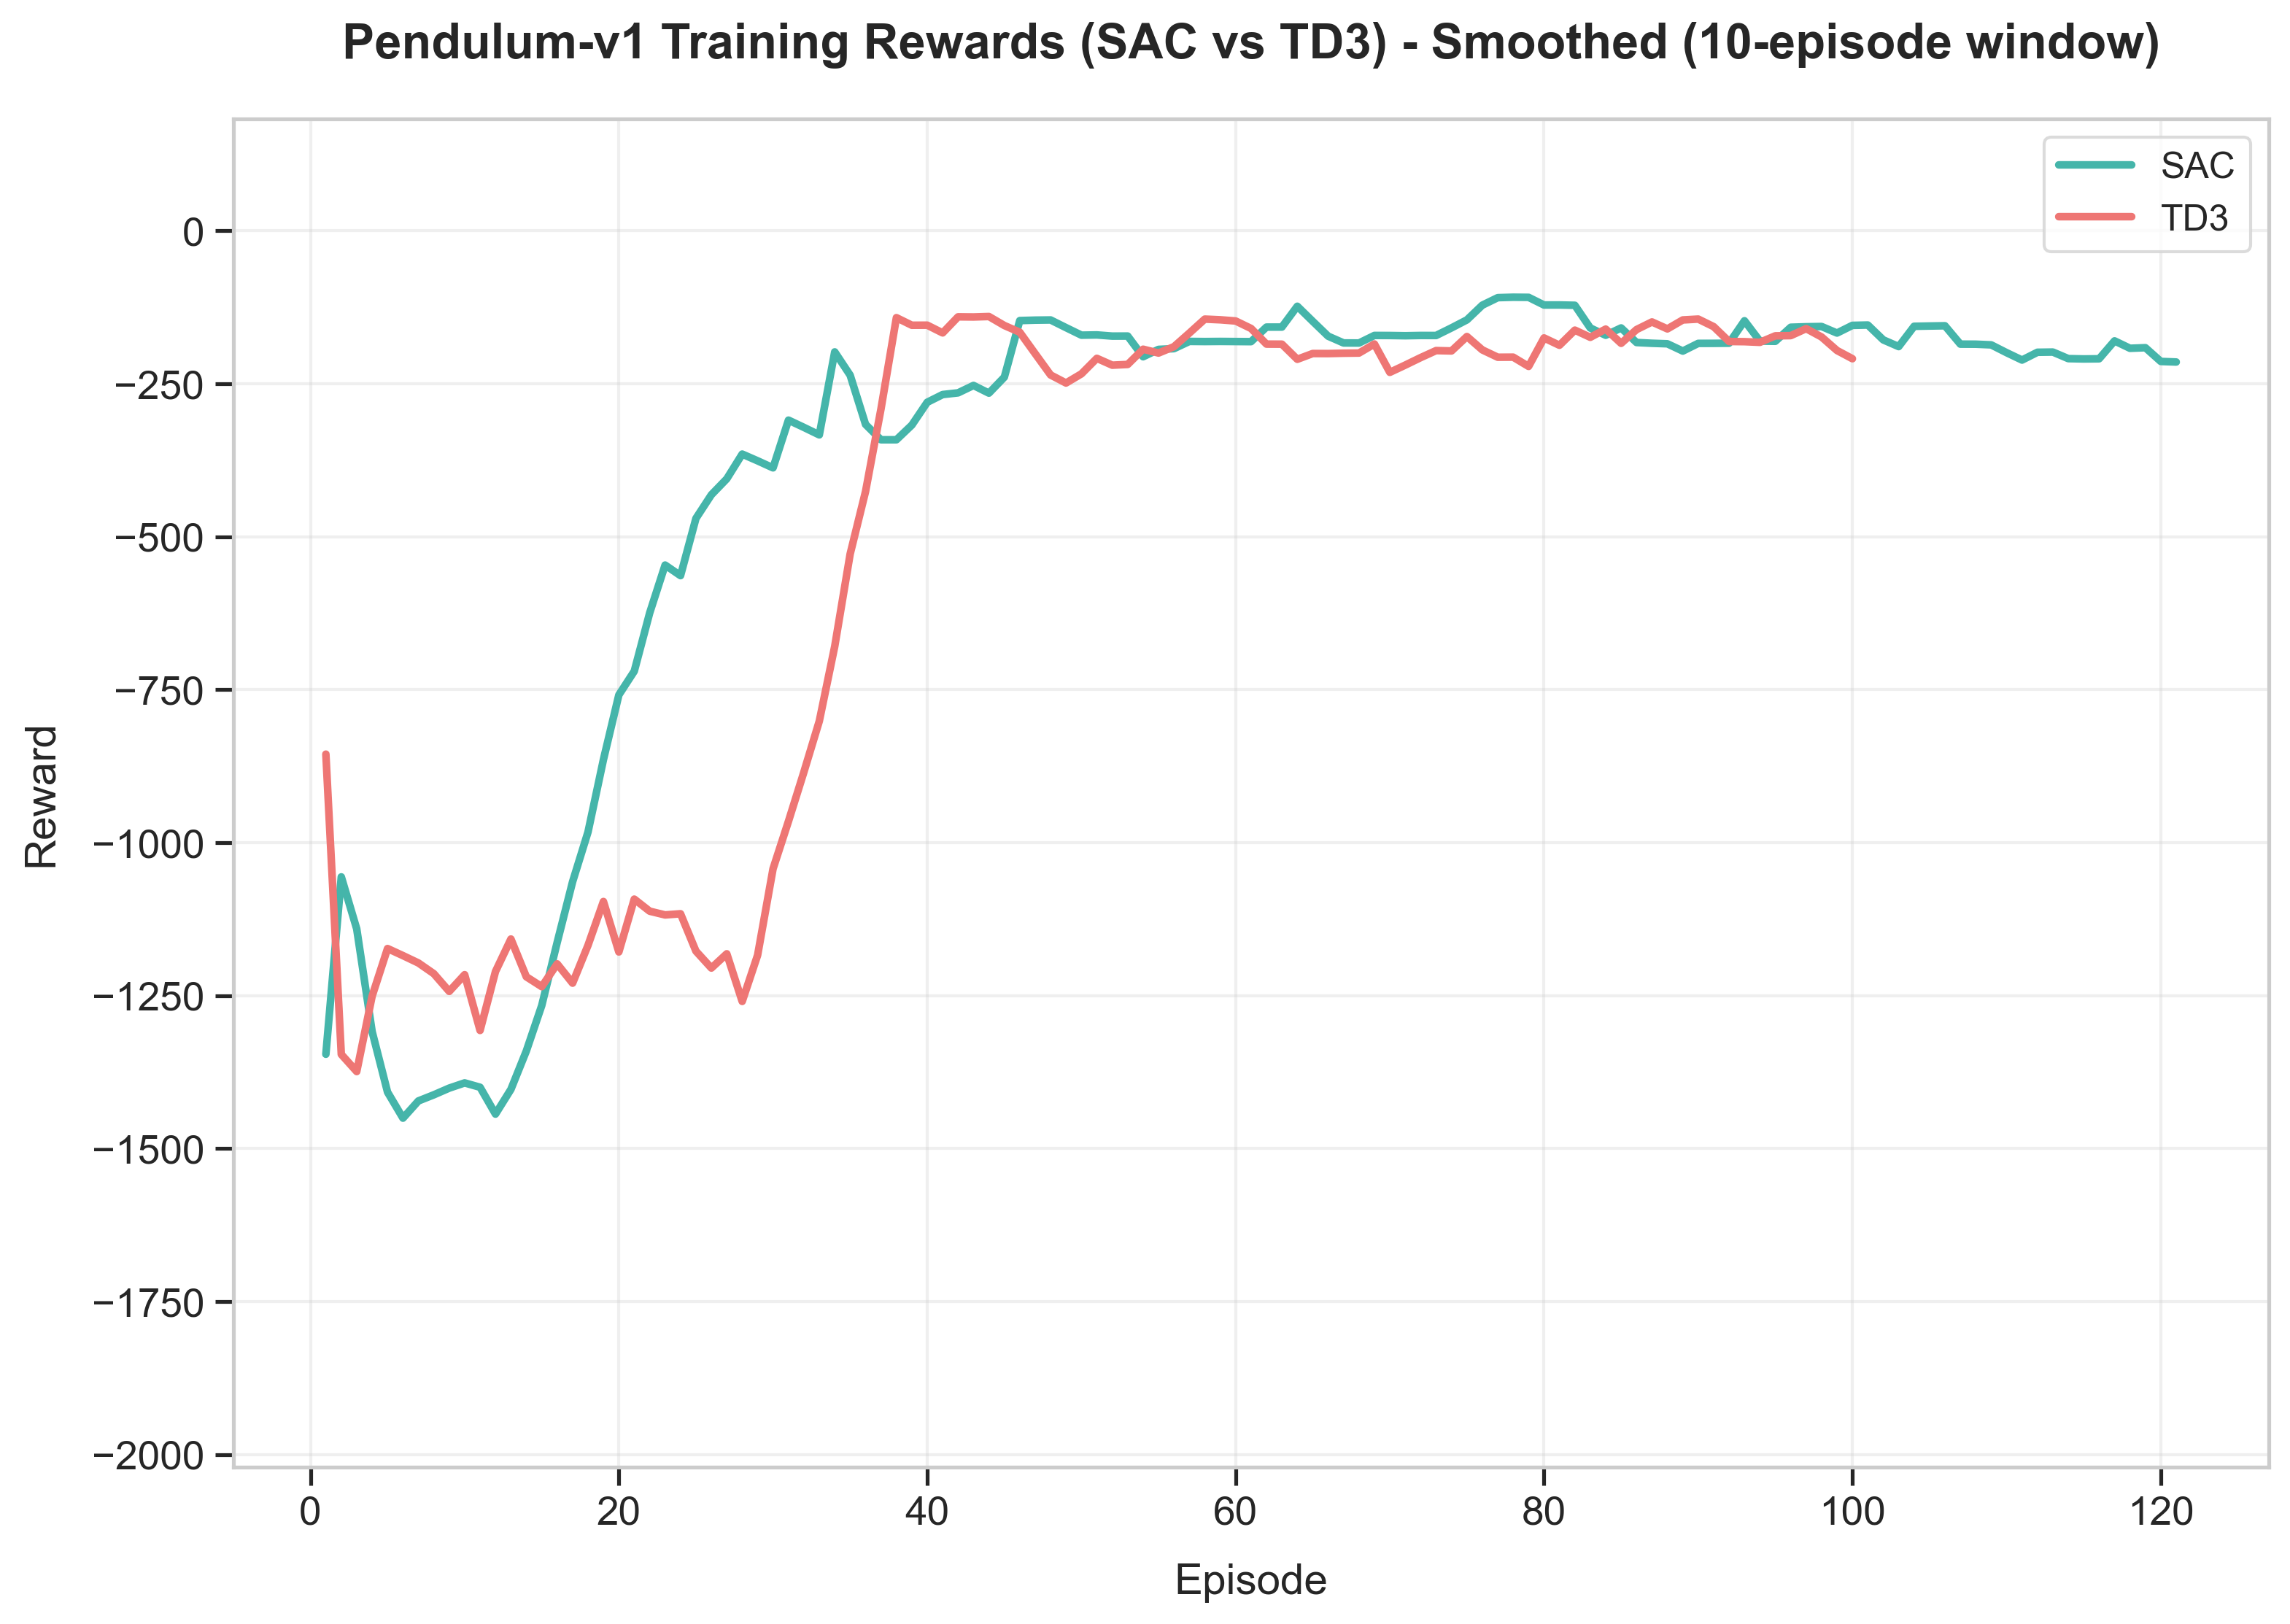 Pendulum-v1 Training Rewards (SAC vs TD3) - Smoothed (10-episode window)
SAC
TD3
0
−250
−500
−750
−1000
−1250
−1500
−1750
−2000
Reward
0 20 40 60 80 100 120
Episode